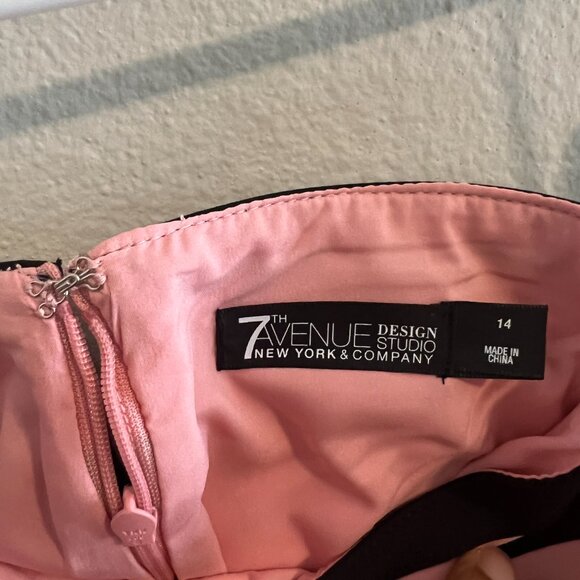 7TH AVENUE DESIGN STUDIO
NEW YORK & COMPANY
14
MADE IN
CHINA